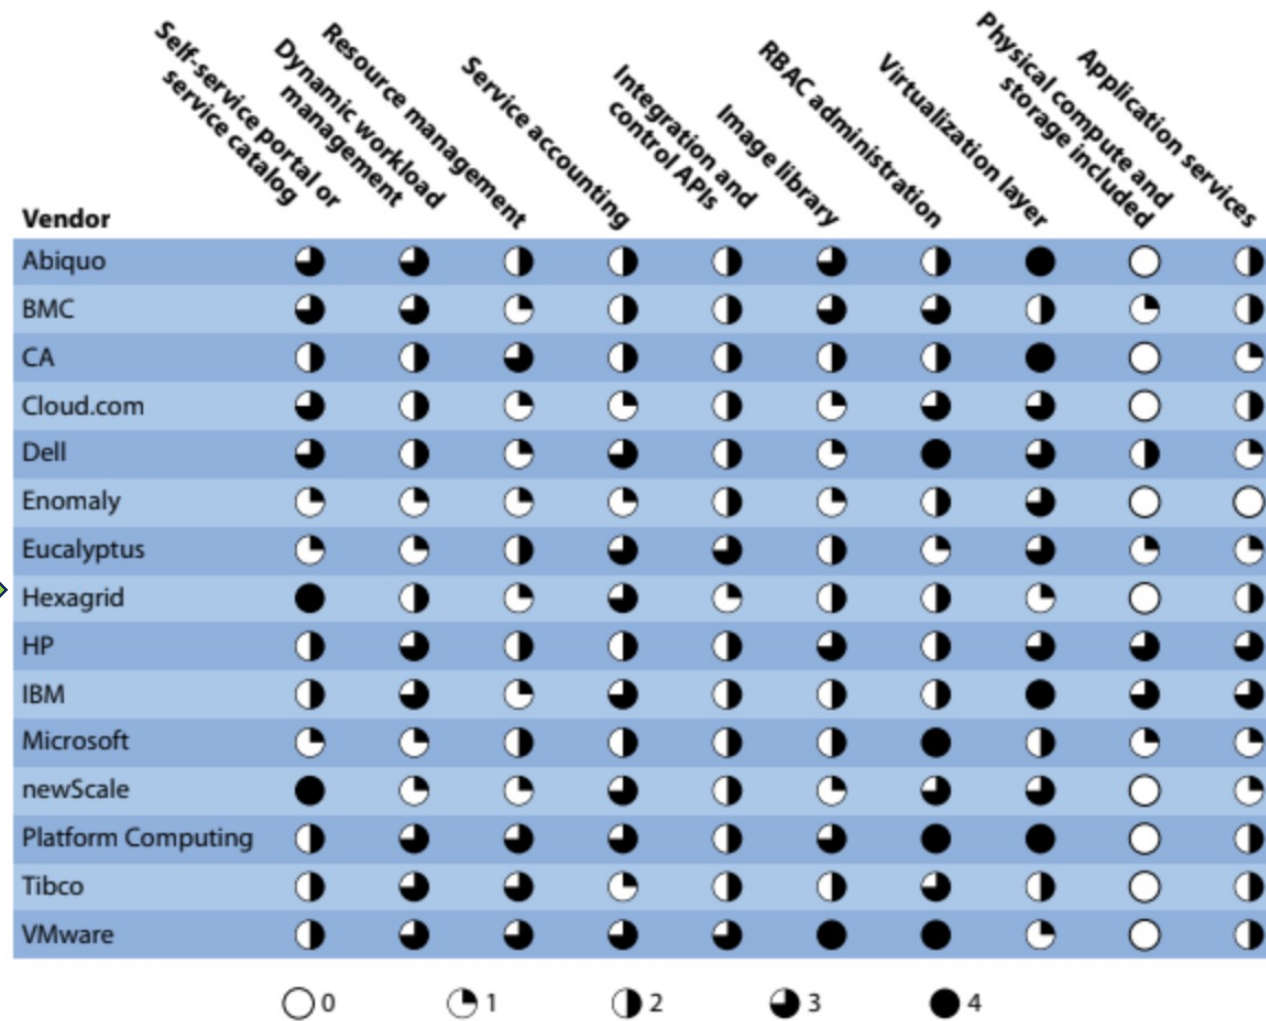 Self-service portal or
service catalog
Dynamic workload
management
Resource management
Service accounting
Integration and
control APIs
Image library
RBAC administration
Virtualization layer
Physical compute and
storage included
Application services
Vendor
Abiquo
BMC
CA
Cloud.com
Dell
Enomaly
Eucalyptus
Hexagrid
HP
IBM
Microsoft
newScale
Platform Computing
Tibco
VMware
0 1 2 3 4